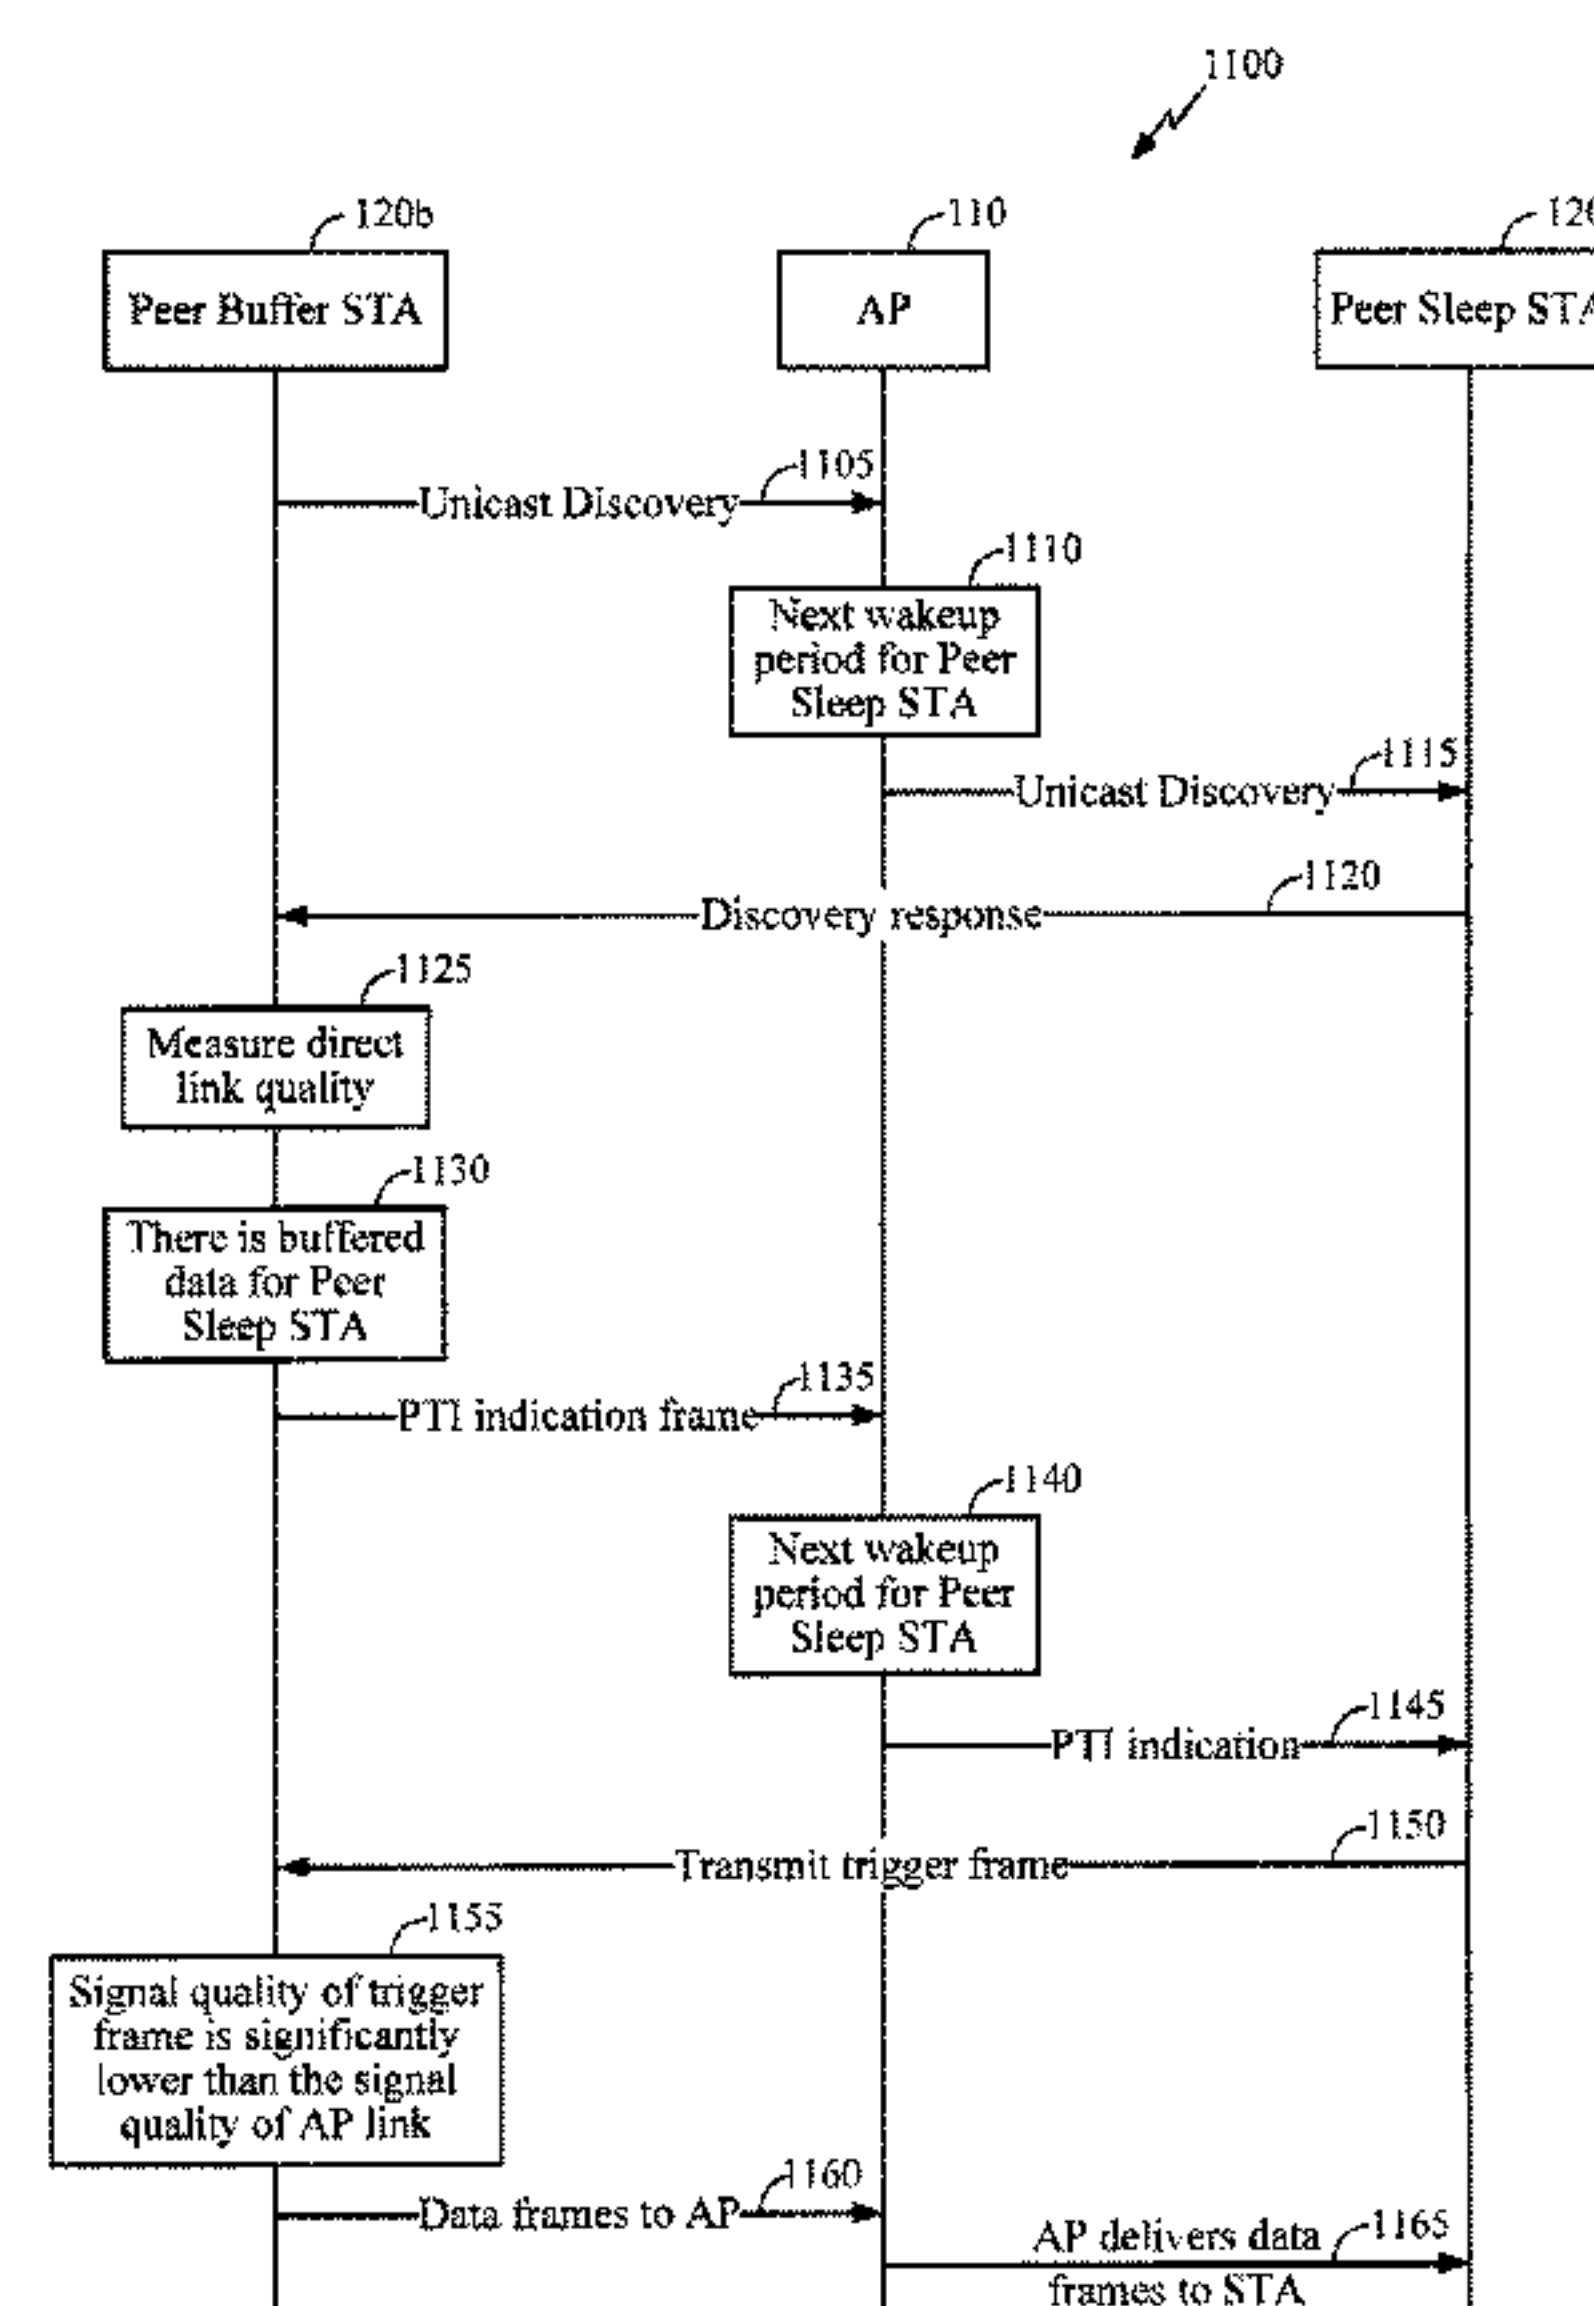 1100
120b
110
Peer Buffer STA
AP
Peer Sleep
1105
Unicast Discovery
1110
Next wakeup
period for Peer
Sleep STA
1115
Unicast Discovery
1120
Discovery response
1125
Measure direct
link quality
1130
There is buffered
data for Peer
Sleep STA
1135
PTI indication frame
1140
Next wakeup
period for Peer
Sleep STA
1145
PTI indication
1150
Transmit trigger frame
1155
Signal quality of trigger
frame is significantly
lower than the signal
quality of AP link
1160
Data frames to AP
1165
AP delivers data
frames to STA